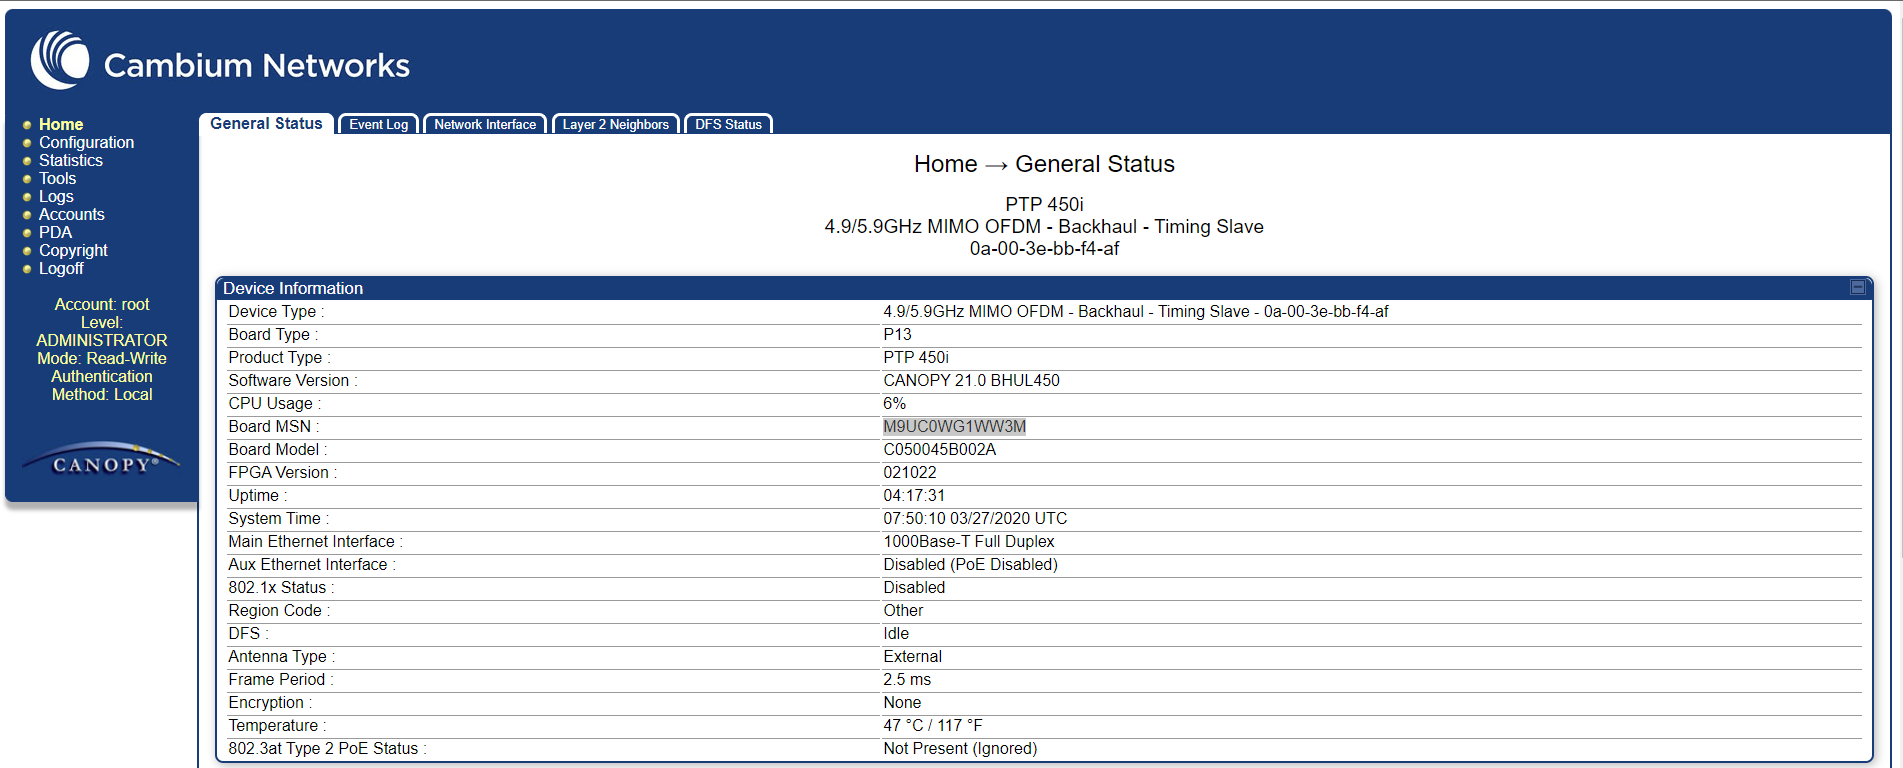 Cambium Networks
Home
Configuration
Statistics
Tools
Logs
Accounts
PDA
Copyright
Logoff
Account: root
Level:
ADMINISTRATOR
Mode: Read-Write
Authentication
Method: Local
CANOPY®
General Status Event Log Network Interface Layer 2 Neighbors DFS Status
Home → General Status
PTP 450i
4.9/5.9GHz MIMO OFDM - Backhaul - Timing Slave
0a-00-3e-bb-f4-af
Device Information
Device Type : 4.9/5.9GHz MIMO OFDM - Backhaul - Timing Slave - 0a-00-3e-bb-f4-af
Board Type : P13
Product Type : PTP 450i
Software Version : CANOPY 21.0 BHUL450
CPU Usage : 6%
Board MSN : M9UC0WG1WW3M
Board Model : C050045B002A
FPGA Version : 021022
Uptime : 04:17:31
System Time : 07:50:10 03/27/2020 UTC
Main Ethernet Interface : 1000Base-T Full Duplex
Aux Ethernet Interface : Disabled (PoE Disabled)
802.1x Status : Disabled
Region Code : Other
DFS : Idle
Antenna Type : External
Frame Period : 2.5 ms
Encryption : None
Temperature : 47 °C / 117 °F
802.3at Type 2 PoE Status : Not Present (Ignored)